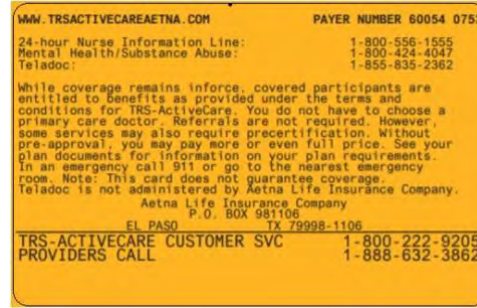 WWW.TRSACTIVECAREAETNA.COM PAYER NUMBER 60054 075
24-hour Nurse Information Line: 1-800-556-1555
Mental Health/Substance Abuse: 1-800-424-4047
Teladoc: 1-855-835-2362
While coverage remains inforce, covered participants are
entitled to benefits as provided under the terms and
conditions for TRS-ActiveCare. You do not have to choose a
primary care doctor. Referrals are not required. However,
some services may also require precertification. Without
pre-approval, you may pay more or even full price. See your
plan documents for information on your plan requirements.
In an emergency call 911 or go to the nearest emergency
room. Note: This card does not guarantee coverage.
Teladoc is not administered by Aetna Life Insurance Company.
Aetna Life Insurance Company
P.O. BOX 981106
EL PASO TX 79998-1106
TRS-ACTIVECARE CUSTOMER SVC 1-800-222-9205
PROVIDERS CALL 1-888-632-3862